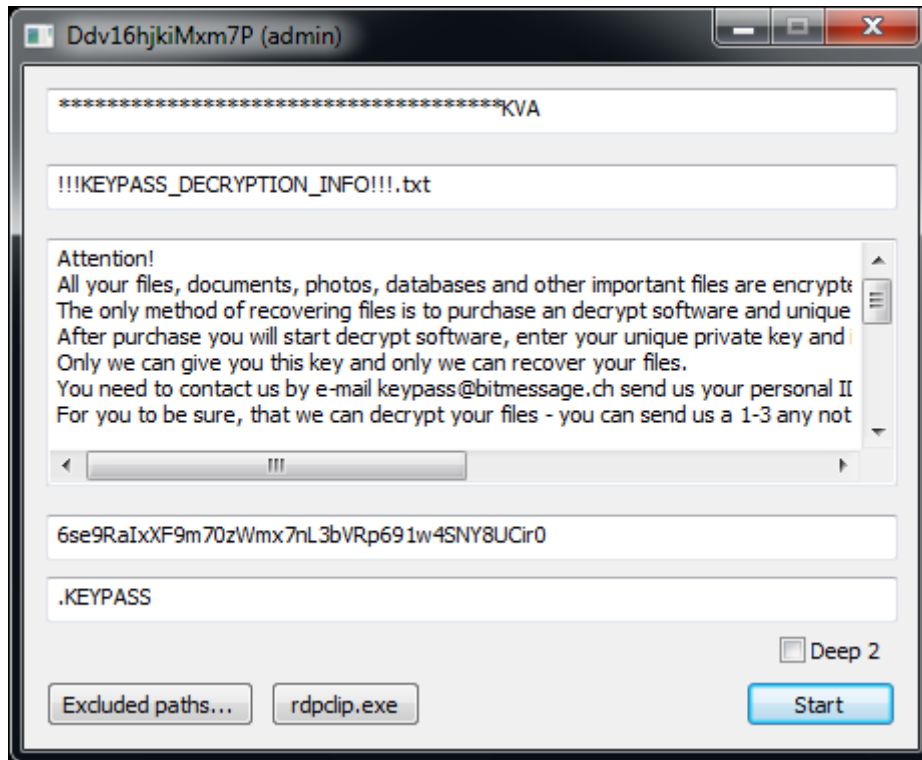 Ddv16hjkiMxm7P (admin)
*************************************KVA
!!!KEYPASS_DECRYPTION_INFO!!!.txt
Attention!
All your files, documents, photos, databases and other important files are encrypte
The only method of recovering files is to purchase an decrypt software and unique
After purchase you will start decrypt software, enter your unique private key and i
Only we can give you this key and only we can recover your files.
You need to contact us by e-mail keypass@bitmessage.ch send us your personal ID
For you to be sure, that we can decrypt your files - you can send us a 1-3 any not
6se9RaIxXF9m70zWmx7nL3bVRp691w4SNY8UCir0
.KEYPASS
Deep 2
Excluded paths... rdpclip.exe Start